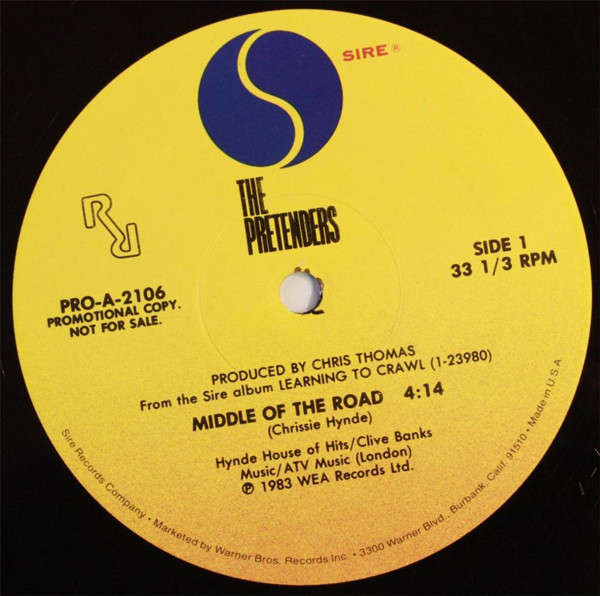 SIRE ®
THE
PRETENDERS
SIDE 1
33 1/3 RPM
PRO-A-2106
PROMOTIONAL COPY.
NOT FOR SALE.
PRODUCED BY CHRIS THOMAS
From the Sire album LEARNING TO CRAWL (1-23980)
MIDDLE OF THE ROAD 4:14
(Chrissie Hynde)
Hynde House of Hits/Clive Banks
Music/ATV Music (London)
℗ 1983 WEA Records Ltd.
Sire Records Company • Marketed by Warner Bros. Records Inc. • 3300 Warner Blvd., Burbank, Calif. 91510 • Made in U.S.A.